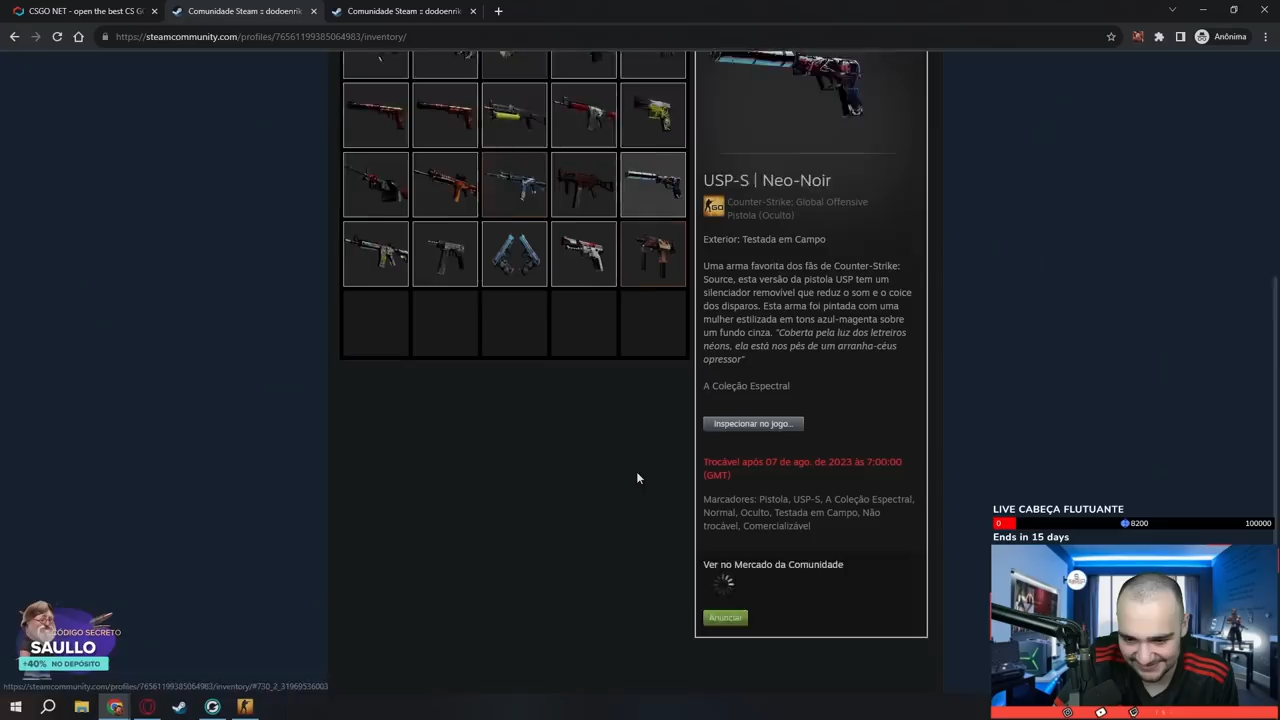 CSGO NET - open the best CS G
Comunidade Steam :: dodoenrik
Comunidade Steam :: dodoenrik
https://steamcommunity.com/profiles/76561199385064983/inventory/
Anônima
USP-S | Neo-Noir
Counter-Strike: Global Offensive
Pistola (Oculto)
Exterior: Testada em Campo
Uma arma favorita dos fãs de Counter-Strike:
Source, esta versão da pistola USP tem um
silenciador removível que reduz o som e o coice
dos disparos. Esta arma foi pintada com uma
mulher estilizada em tons azul-magenta sobre
um fundo cinza. "Coberta pela luz dos letreiros
néons, ela está nos pés de um arranha-céus
opressor"
A Coleção Espectral
Inspecionar no jogo...
Trocável após 07 de ago. de 2023 às 7:00:00
(GMT)
Marcadores: Pistola, USP-S, A Coleção Espectral,
Normal, Oculto, Testada em Campo, Não
trocável, Comercializável
Ver no Mercado da Comunidade
Anunciar
LIVE CABEÇA FLUTUANTE
0 8200 100000
Ends in 15 days
CÓDIGO SECRETO
SAULLO
+40% NO DEPÓSITO
https://steamcommunity.com/profiles/76561199385064983/inventory/#730_2_31969536003